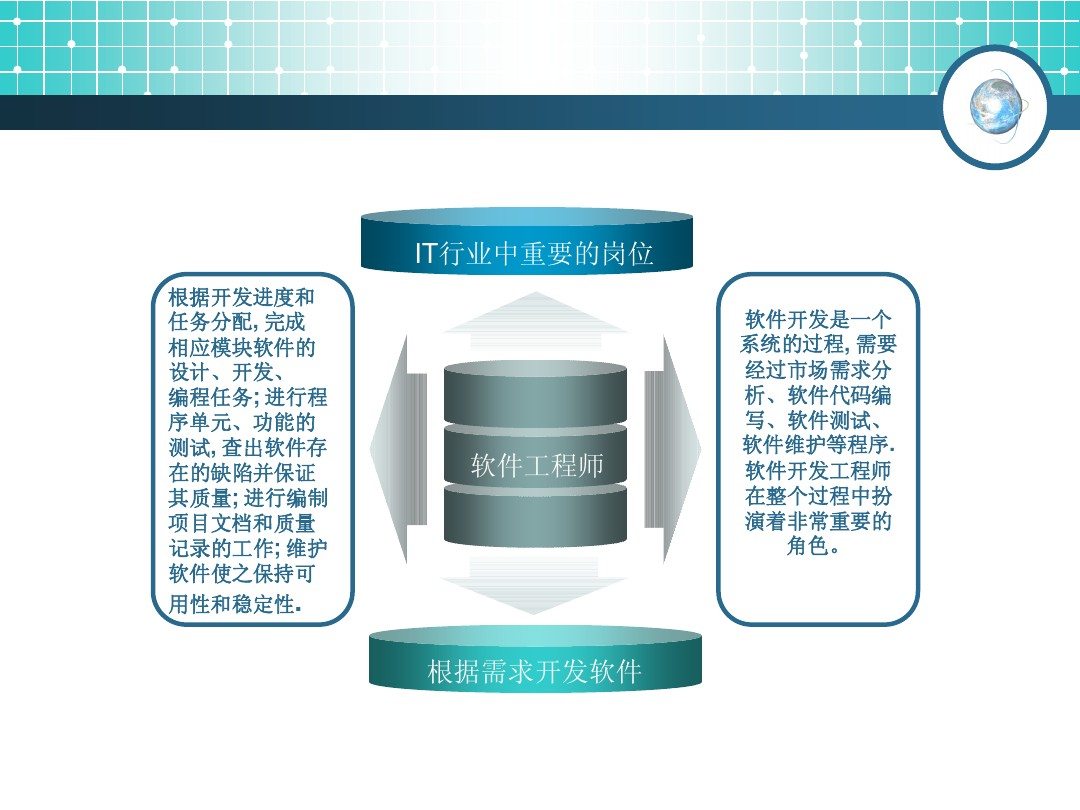 IT行业中重要的岗位
根据开发进度和
任务分配,完成
相应模块软件的
设计、开发、
编程任务;进行程
序单元、功能的
测试,查出软件存
在的缺陷并保证
其质量;进行编制
项目文档和质量
记录的工作;维护
软件使之保持可
用性和稳定性.
软件工程师
软件开发是一个
系统的过程,需要
经过市场需求分
析、软件代码编
写、软件测试、
软件维护等程序.
软件开发工程师
在整个过程中扮
演着非常重要的
角色。
根据需求开发软件